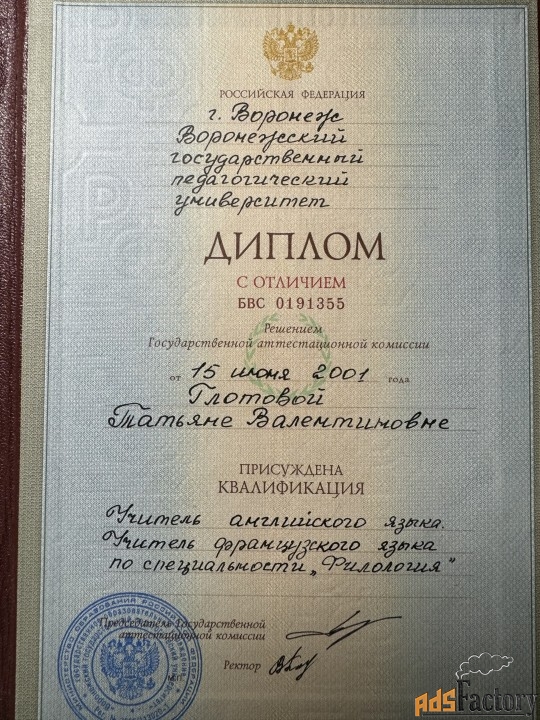 РОССИЙСКАЯ ФЕДЕРАЦИЯ
г. Воронеж
Воронежский
государственный
педагогический
университет
ДИПЛОМ
С ОТЛИЧИЕМ
БВС 0191355
Решением
Государственной аттестационной комиссии
от 15 июня 2001 года
Глотовой
Татьяне Валентиновне
ПРИСУЖДЕНА
КВАЛИФИКАЦИЯ
Учитель английского языка.
Учитель французского языка
по специальности „Филология"
Председатель Государственной
аттестационной комиссии
Ректор
AdsFactory